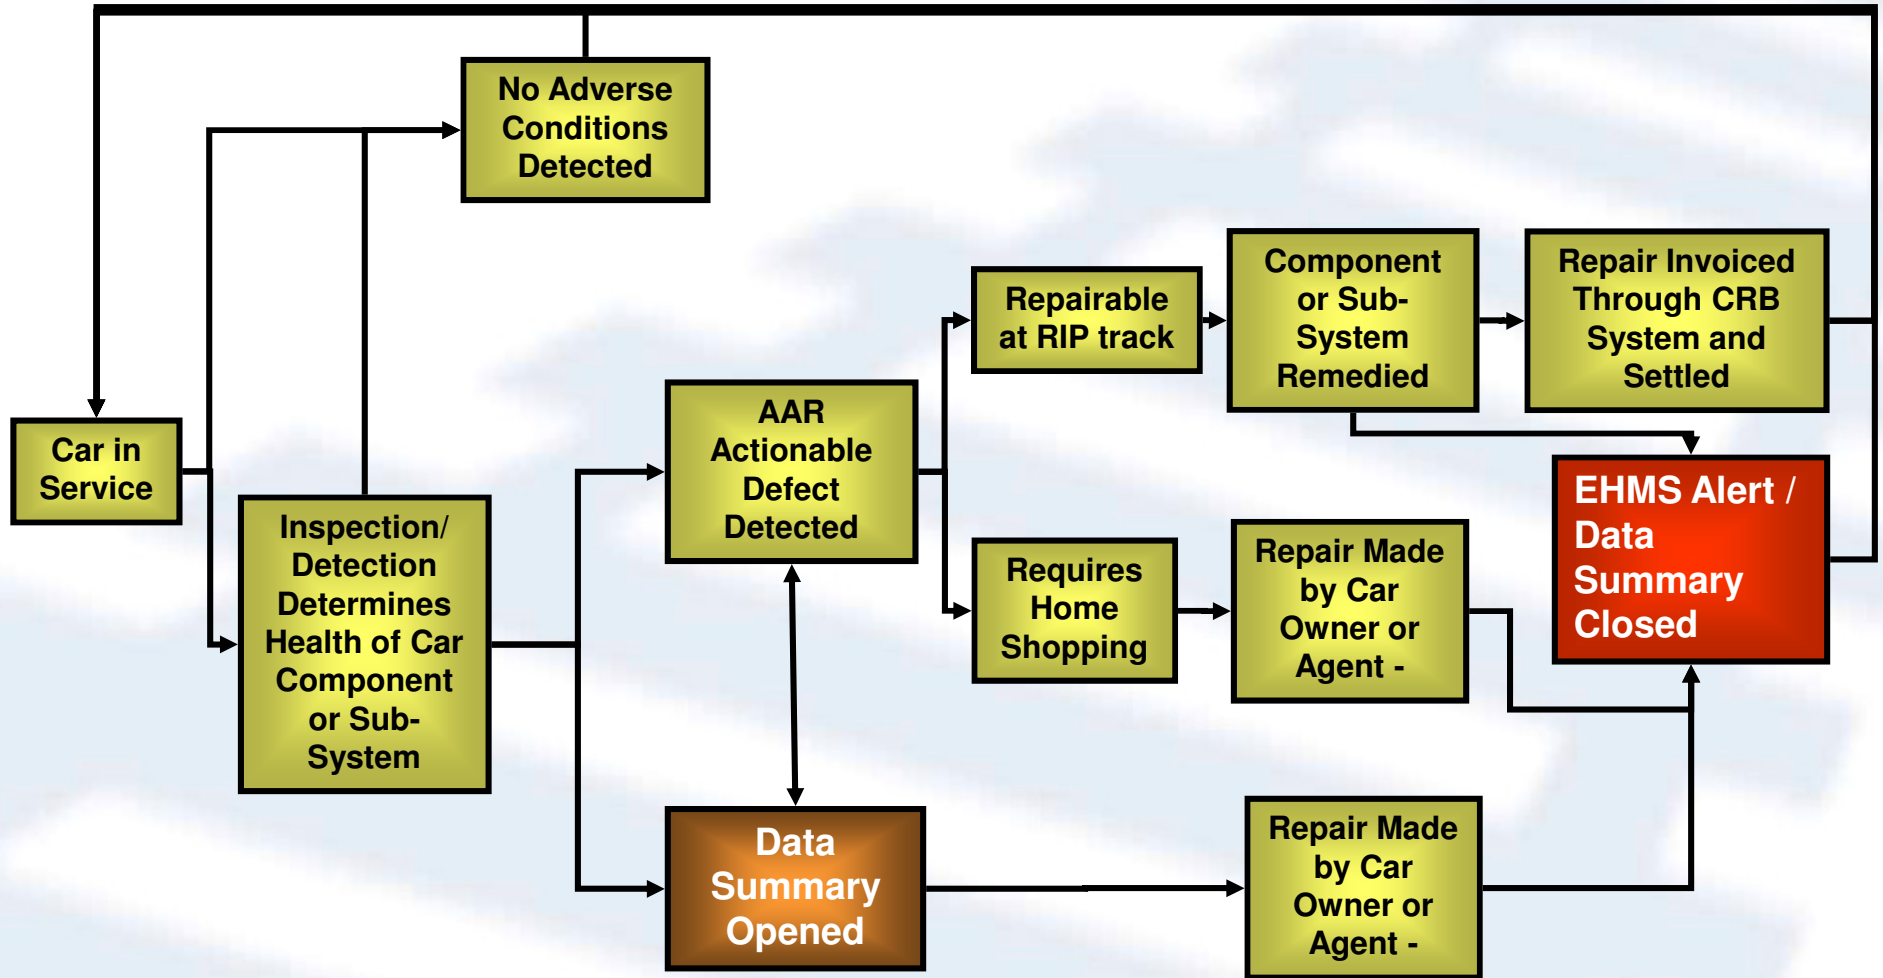 No Adverse
Conditions
Detected
Car in
Service
Inspection/
Detection
Determines
Health of Car
Component
or Sub-
System
AAR
Actionable
Defect
Detected
Data
Summary
Opened
Repairable
at RIP track
Requires
Home
Shopping
Component
or Sub-
System
Remedied
Repair Made
by Car
Owner or
Agent -
Repair Made
by Car
Owner or
Agent -
Repair Invoiced
Through CRB
System and
Settled
EHMS Alert /
Data
Summary
Closed